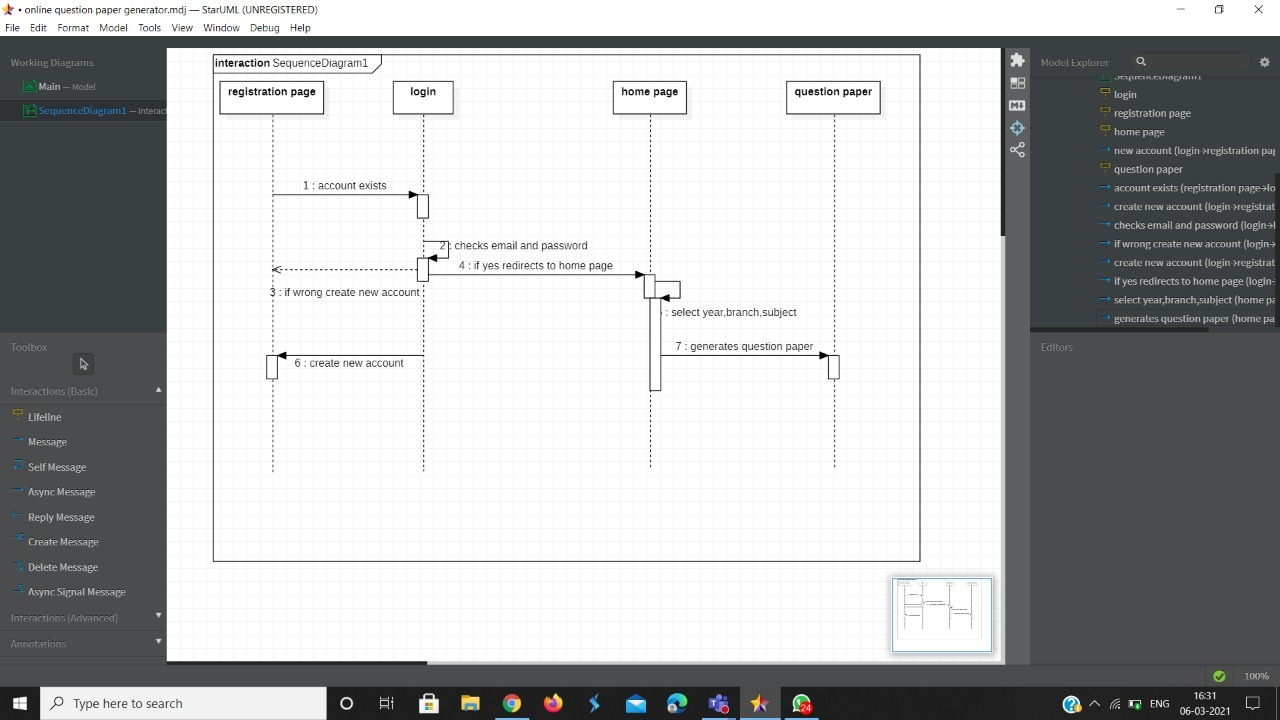 • online question paper generator.mdj — StarUML (UNREGISTERED)
File Edit Format Model Tools View Window Debug Help
Working Diagrams
Main — Model
SequenceDiagram1 — Interact
Toolbox
Interactions (Basic)
Lifeline
Message
Self Message
Async Message
Reply Message
Create Message
Delete Message
Async Signal Message
Interactions (Advanced)
Annotations
interaction SequenceDiagram1
registration page login home page question paper
1 : account exists
2 : checks email and password
4 : if yes redirects to home page
3 : if wrong create new account
: select year,branch,subject
7 : generates question paper
6 : create new account
Model Explorer
SequenceDiagram1
login
registration page
home page
new account (login→registration pag
question paper
account exists (registration page→lo
create new account (login→registrat
checks email and password (login→l
if wrong create new account (login→
create new account (login→registrat
if yes redirects to home page (login-
select year,branch,subject (home pa
generates question paper (home pa
Editors
100%
Type here to search
24
ENG
16:31
06-03-2021